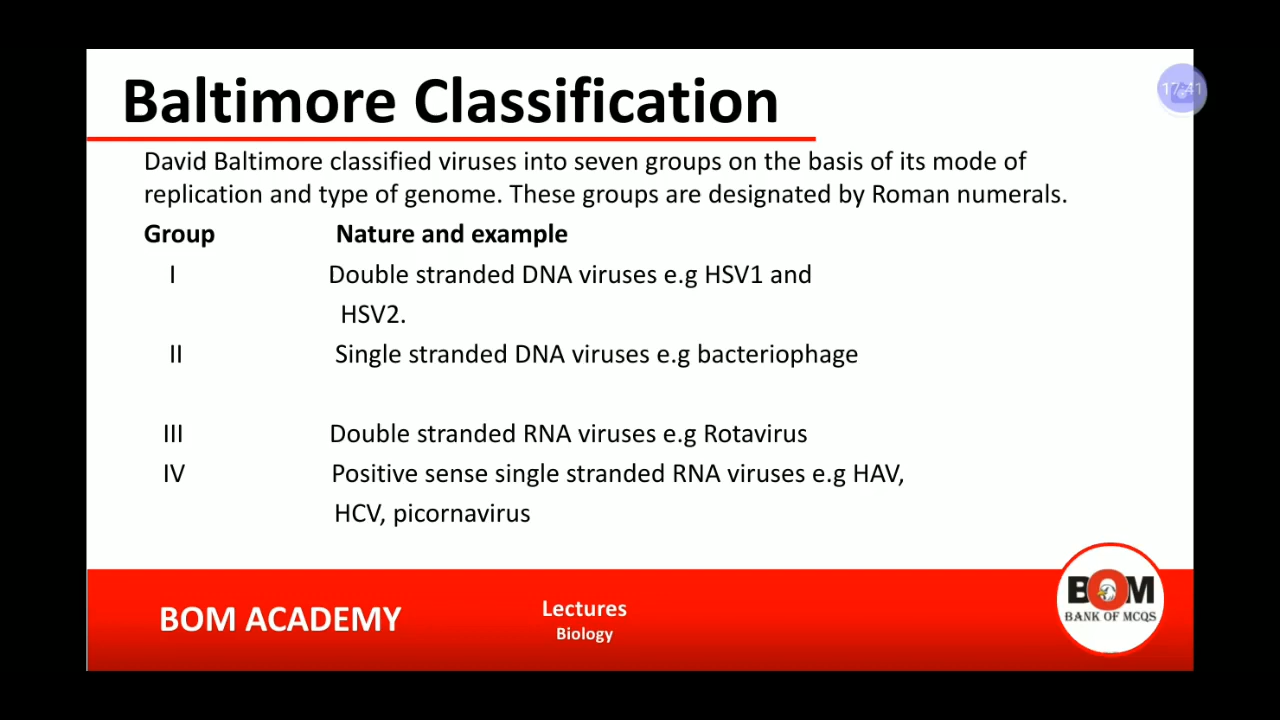 Baltimore Classification
17:41
David Baltimore classified viruses into seven groups on the basis of its mode of
replication and type of genome. These groups are designated by Roman numerals.
Group Nature and example
I Double stranded DNA viruses e.g HSV1 and
HSV2.
II Single stranded DNA viruses e.g bacteriophage
III Double stranded RNA viruses e.g Rotavirus
IV Positive sense single stranded RNA viruses e.g HAV,
HCV, picornavirus
BOM ACADEMY
Lectures
Biology
BOM
BANK OF MCQS